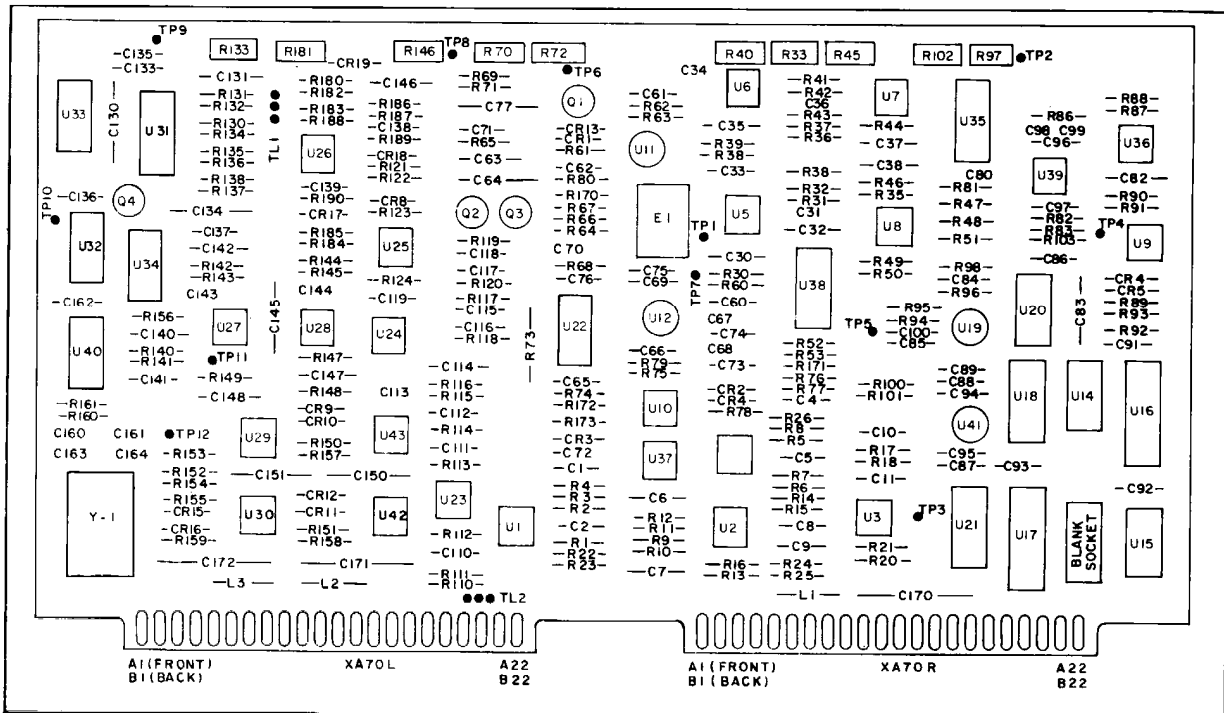 TP9
C135
C133
R133
R181
CR19
R146
TP8
R70
R72
TP6
R40
R33
R45
R102
R97
TP2
U33
C130
U31
C131
R131
R132
R130
R134
R135
R136
R138
R137
TL1
R180
R182
R183
R188
U26
C139
R190
CR17
R185
R184
R144
R145
C144
C146
R186
R187
C138
R189
CR18
R121
R122
CR8
R123
U25
R124
C119
R69
R71
C77
C71
R65
C63
C64
Q2
Q3
R119
C118
C117
R120
R117
C115
C116
R118
Q1
CR13
CR1
R61
C62
R80
R170
R67
R66
R64
C70
R68
C76
U22
R73
TP10
C136
Q4
C134
U32
U34
C137
C142
R142
R143
C143
C145
C162
U40
R156
C140
R140
R141
C141
U27
TP11
R149
C148
U28
R147
C147
R148
CR9
CR10
R150
R157
U24
C113
U43
C114
R116
R115
C112
R114
C111
R113
C65
R74
R172
R173
CR3
C72
C1
R4
R3
R2
C2
R1
R22
R23
R161
R160
C160
C161
C163
C164
TP12
R153
R152
R154
R155
CR15
CR16
R159
U29
C151
C150
Y-1
U30
CR12
CR11
R151
R158
U42
U23
R112
C110
R111
R110
U1
C172
C171
L3
L2
TL2
C61
R62
R63
U11
E1
C75
C69
U12
C66
R79
R75
U10
U37
C6
R12
R11
R9
R10
C7
C34
U6
C35
R39
R38
C33
U5
TP1
C30
R30
R60
TP7
C60
C67
C74
C68
C73
CR2
CR4
R78
U2
R16
R13
R41
R42
C36
R43
R37
R36
R38
R32
R31
C31
C32
U38
R52
R53
R171
R76
R77
C4
R26
R8
R5
C5
R7
R6
R14
R15
C8
C9
R24
R25
L1
U7
R44
C37
C38
R46
R35
U8
R49
R50
R95
R94
C100
C85
TP5
R100
R101
C10
R17
R18
C11
U3
TP3
R21
R20
C170
U35
C80
R81
R47
R48
R51
R98
C84
R96
U19
C89
C88
C94
U41
C95
C87
C93
U21
U17
R86
C98
C99
C96
U39
C97
R82
R83
R103
C86
U20
C83
U18
U14
BLANK
SOCKET
R88
R87
U36
C82
R90
R91
TP4
U9
CR4
CR5
R89
R93
R92
C91
U16
C92
U15
A1(FRONT)
B1(BACK)
XA70L
A22
B22
A1(FRONT)
B1(BACK)
XA70R
A22
B22